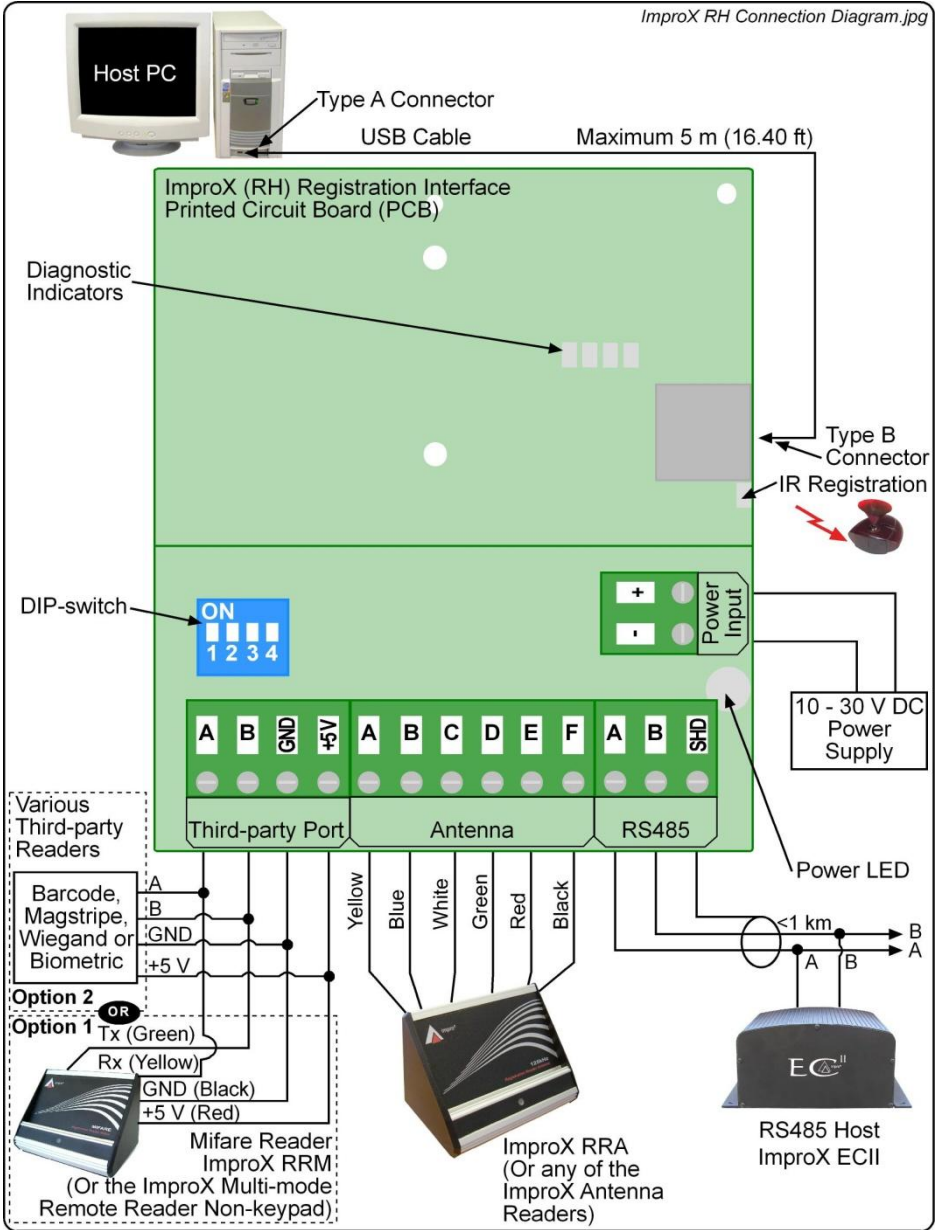 ImproX RH Connection Diagram.jpg
Host PC
Type A Connector
USB Cable
Maximum 5 m (16.40 ft)
ImproX (RH) Registration Interface
Printed Circuit Board (PCB)
Diagnostic
Indicators
Type B
Connector
IR Registration
DIP-switch
ON
1 2 3 4
+
-
Power
Input
10 - 30 V DC
Power
Supply
A B GND +5V A B C D E F A B SHD
Third-party Port
Antenna
RS485
Power LED
Various
Third-party
Readers
Barcode,
Magstripe,
Wiegand or
Biometric
A
B
GND
+5 V
Option 2
OR
Option 1
Tx (Green)
Rx (Yellow)
GND (Black)
+5 V (Red)
Mifare Reader
ImproX RRM
(Or the ImproX Multi-mode
Remote Reader Non-keypad)
Yellow
Blue
White
Green
Red
Black
ImproX RRA
(Or any of the
ImproX Antenna
Readers)
<1 km
B
A
A
B
EC II
RS485 Host
ImproX ECII